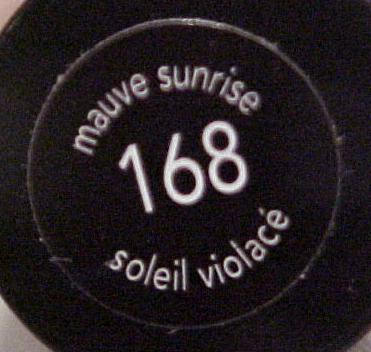 mauve sunrise
168
soleil violacé